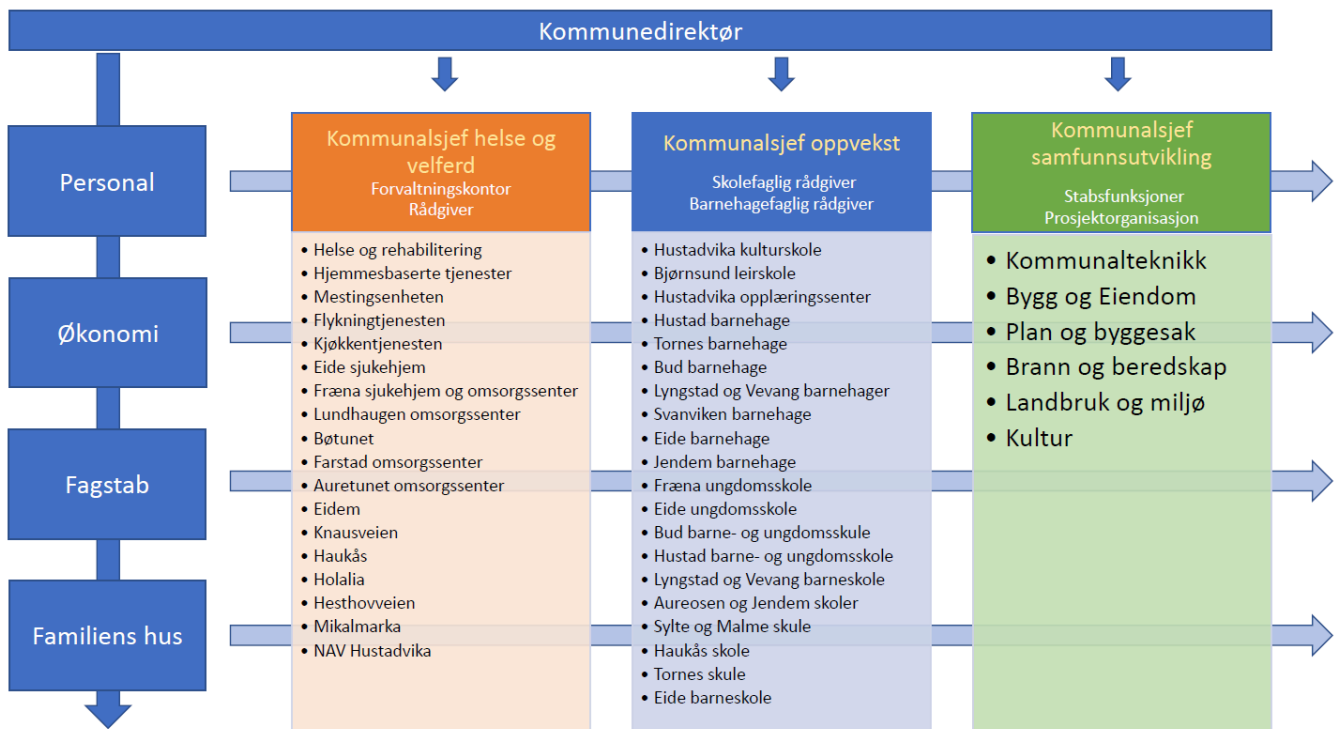 Kommunedirektør
Personal
Økonomi
Fagstab
Familiens hus
Kommunalsjef helse og
velferd
Forvaltningskontor
Rådgiver
• Helse og rehabilitering
• Hjemmesbaserte tjenester
• Mestingsenheten
• Flykningtjenesten
• Kjøkkentjenesten
• Eide sjukehjem
• Fræna sjukehjem og omsorgssenter
• Lundhaugen omsorgssenter
• Bøtunet
• Farstad omsorgssenter
• Auretunet omsorgssenter
• Eidem
• Knausveien
• Haukås
• Holalia
• Hesthovveien
• Mikalmarka
• NAV Hustadvika
Kommunalsjef oppvekst
Skolefaglig rådgiver
Barnehagefaglig rådgiver
• Hustadvika kulturskole
• Bjørnsund leirskole
• Hustadvika opplæringssenter
• Hustad barnehage
• Tornes barnehage
• Bud barnehage
• Lyngstad og Vevang barnehager
• Svanviken barnehage
• Eide barnehage
• Jendem barnehage
• Fræna ungdomsskole
• Eide ungdomsskole
• Bud barne- og ungdomsskule
• Hustad barne- og ungdomsskole
• Lyngstad og Vevang barneskole
• Aureosen og Jendem skoler
• Sylte og Malme skule
• Haukås skole
• Tornes skule
• Eide barneskole
Kommunalsjef
samfunnsutvikling
Stabsfunksjoner
Prosjektorganisasjon
• Kommunalteknikk
• Bygg og Eiendom
• Plan og byggesak
• Brann og beredskap
• Landbruk og miljø
• Kultur